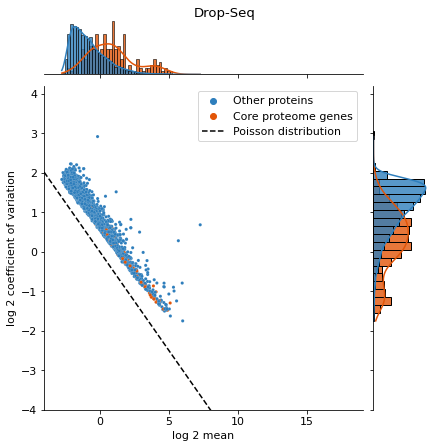 Drop-Seq
Other proteins
Core proteome genes
Poisson distribution
4
3
2
1
0
−1
−2
−3
−4
log 2 coefficient of variation
0
5
10
15
log 2 mean